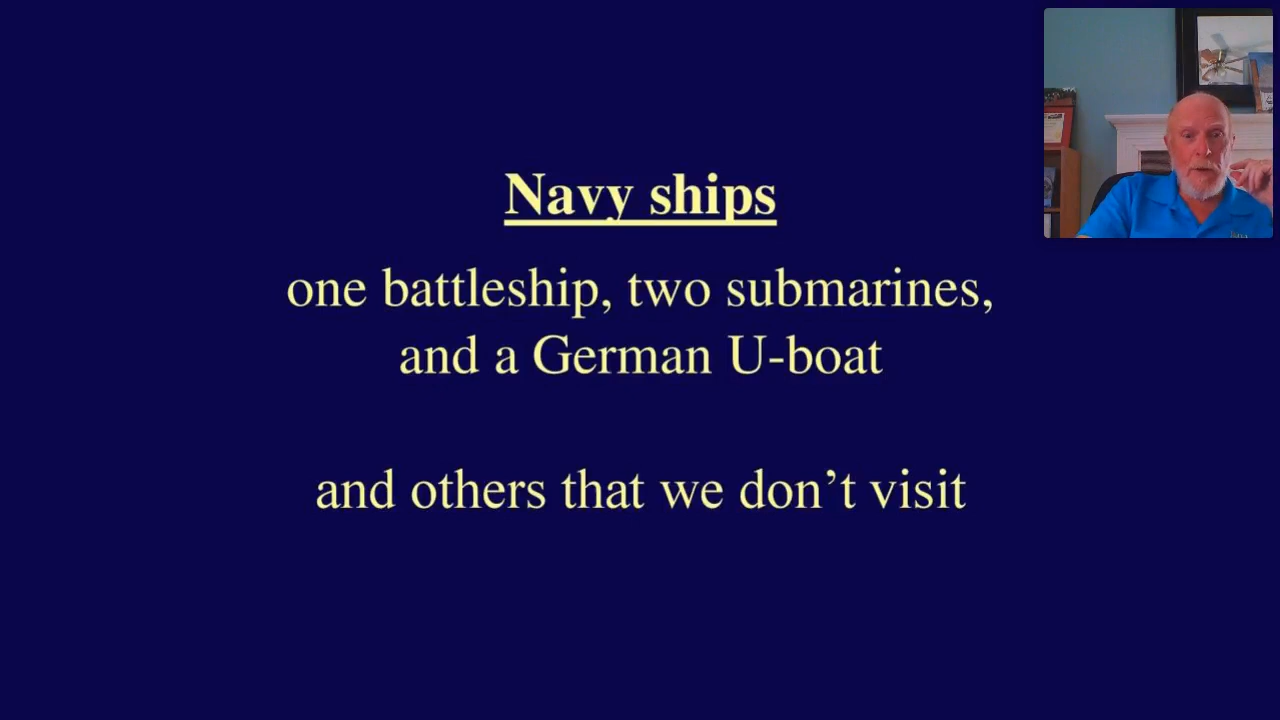 Navy ships
one battleship, two submarines,
and a German U-boat
and others that we don’t visit